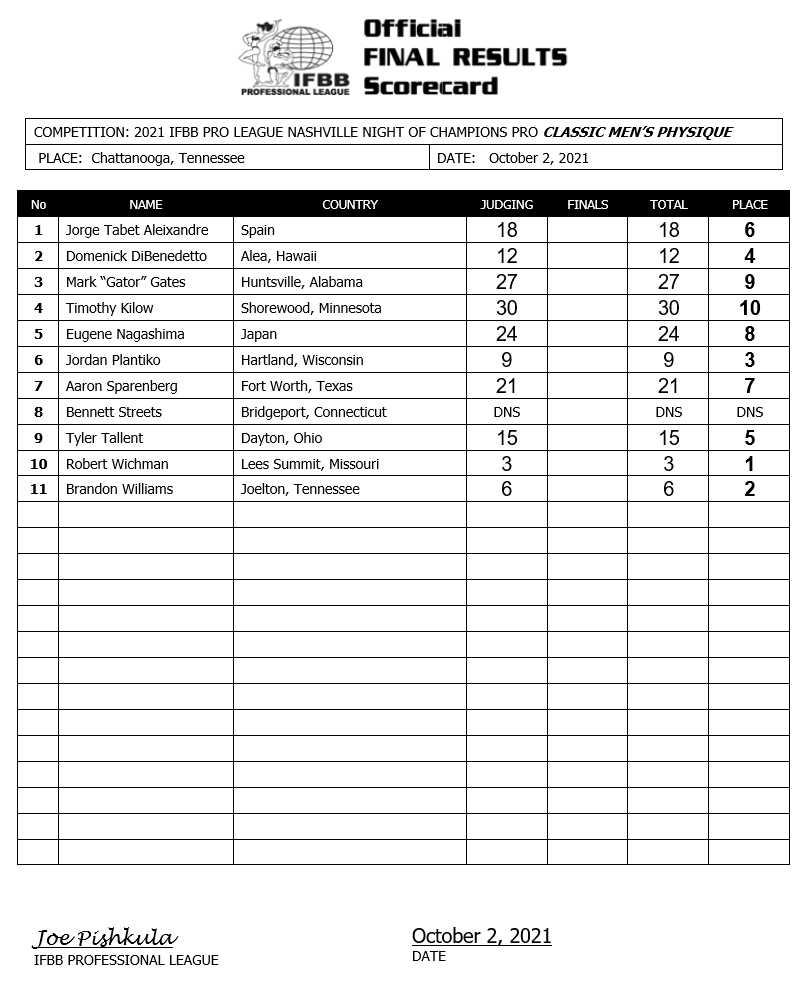 Official
FINAL RESULTS
Scorecard
IFBB
PROFESSIONAL LEAGUE
COMPETITION: 2021 IFBB PRO LEAGUE NASHVILLE NIGHT OF CHAMPIONS PRO CLASSIC MEN'S PHYSIQUE
PLACE: Chattanooga, Tennessee DATE: October 2, 2021
No NAME COUNTRY JUDGING FINALS TOTAL PLACE
1 Jorge Tabet Aleixandre Spain 18 18 6
2 Domenick DiBenedetto Alea, Hawaii 12 12 4
3 Mark “Gator” Gates Huntsville, Alabama 27 27 9
4 Timothy Kilow Shorewood, Minnesota 30 30 10
5 Eugene Nagashima Japan 24 24 8
6 Jordan Plantiko Hartland, Wisconsin 9 9 3
7 Aaron Sparenberg Fort Worth, Texas 21 21 7
8 Bennett Streets Bridgeport, Connecticut DNS DNS DNS
9 Tyler Tallent Dayton, Ohio 15 15 5
10 Robert Wichman Lees Summit, Missouri 3 3 1
11 Brandon Williams Joelton, Tennessee 6 6 2
Joe Pishkula October 2, 2021
IFBB PROFESSIONAL LEAGUE DATE